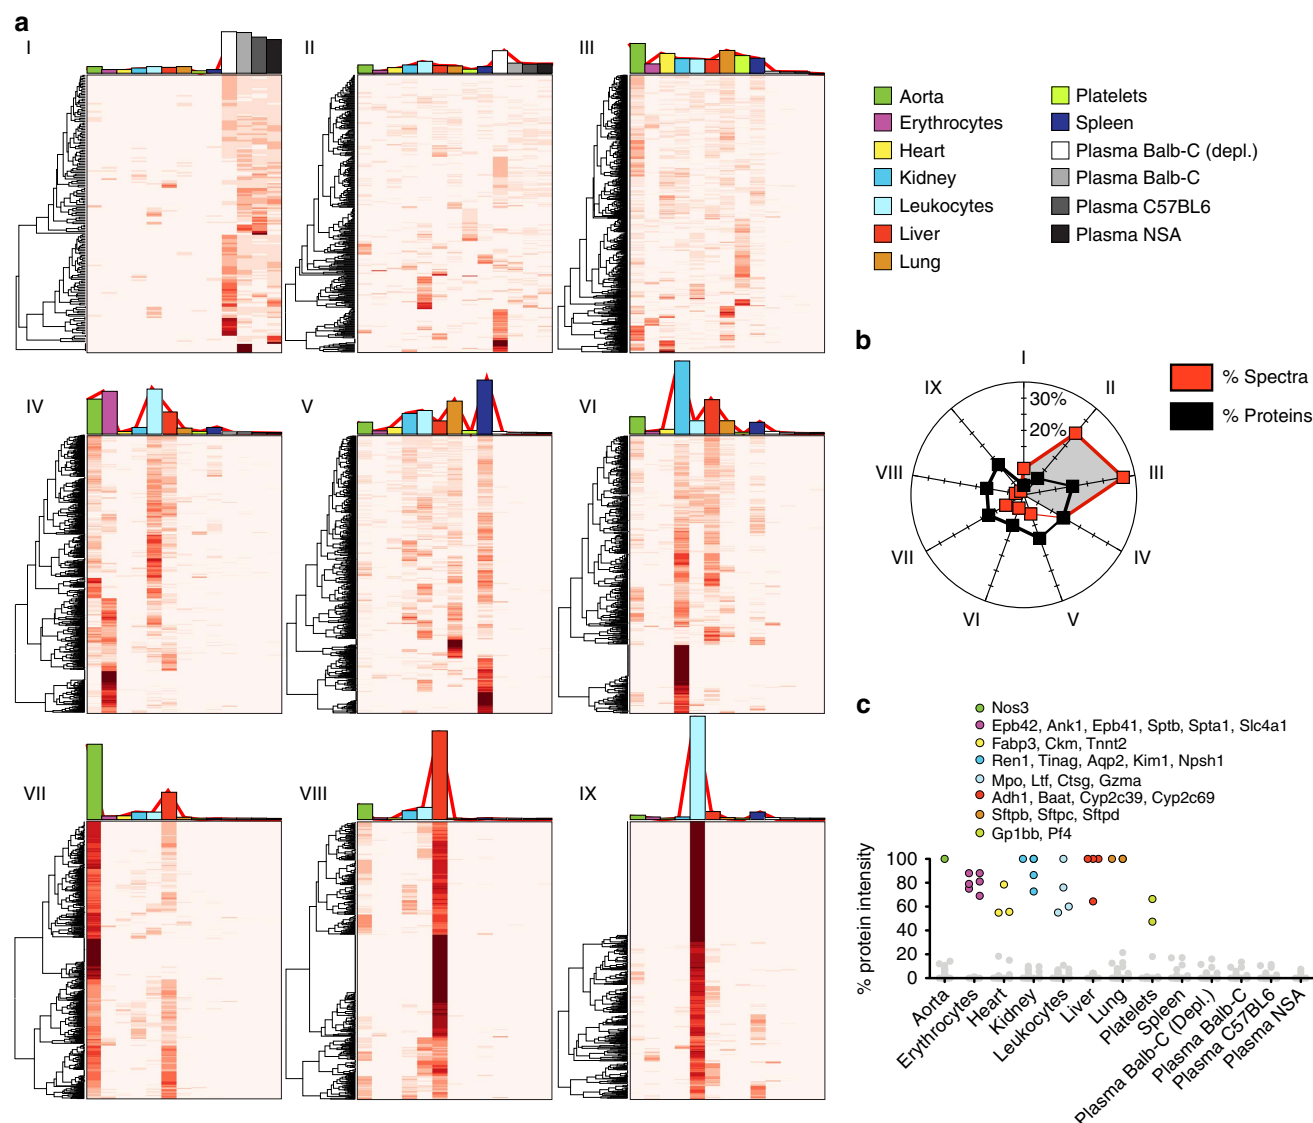 a
I
II
III
Aorta
Erythrocytes
Heart
Kidney
Leukocytes
Liver
Lung
Platelets
Spleen
Plasma Balb-C (depl.)
Plasma Balb-C
Plasma C57BL6
Plasma NSA
IV
V
VI
VII
VIII
IX
b
I
II
III
IV
V
VI
VII
VIII
IX
30%
20%
% Spectra
% Proteins
c
Nos3
Epb42, Ank1, Epb41, Sptb, Spta1, Slc4a1
Fabp3, Ckm, Tnnt2
Ren1, Tinag, Aqp2, Kim1, Npsh1
Mpo, Ltf, Ctsg, Gzma
Adh1, Baat, Cyp2c39, Cyp2c69
Sftpb, Sftpc, Sftpd
Gp1bb, Pf4
% protein intensity
100
80
60
40
20
0
Aorta
Erythrocytes
Heart
Kidney
Leukocytes
Liver
Lung
Platelets
Spleen
Plasma Balb-C (Depl.)
Plasma Balb-C
Plasma C57BL6
Plasma NSA